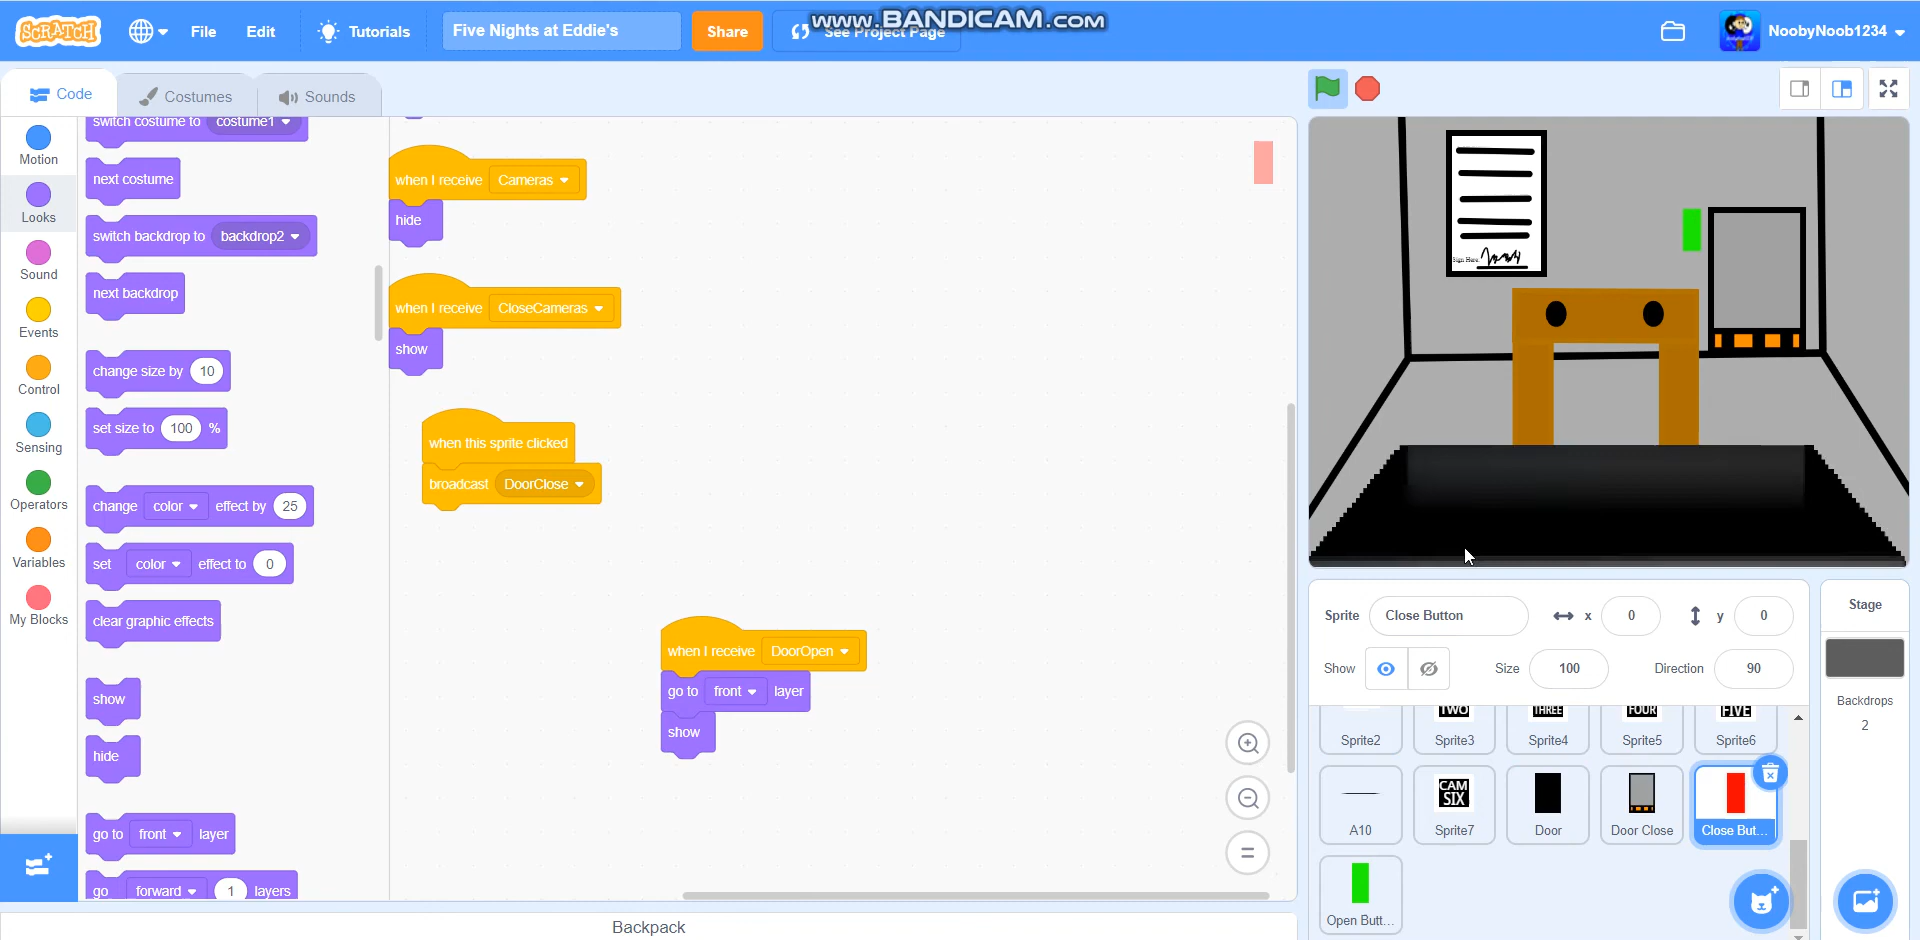 SCRATCH
File
Edit
Tutorials
Five Nights at Eddie's
Share
See Project Page
www.BANDICAM.com
NoobyNoob1234
Code
Costumes
Sounds
Motion
Looks
Sound
Events
Control
Sensing
Operators
Variables
My Blocks
switch costume to costume1
next costume
switch backdrop to backdrop2
next backdrop
change size by 10
set size to 100 %
change color effect by 25
set color effect to 0
clear graphic effects
show
hide
go to front layer
go forward 1 layers
when I receive Cameras
hide
when I receive CloseCameras
show
when this sprite clicked
broadcast DoorClose
when I receive DoorOpen
go to front layer
show
Backpack
Sign Here:
Sprite Close Button x 0 y 0
Show Size 100 Direction 90
TWO
THREE
FOUR
FIVE
Sprite2
Sprite3
Sprite4
Sprite5
Sprite6
CAM
SIX
A10
Sprite7
Door
Door Close
Close But...
Open Butt...
Stage
Backdrops
2